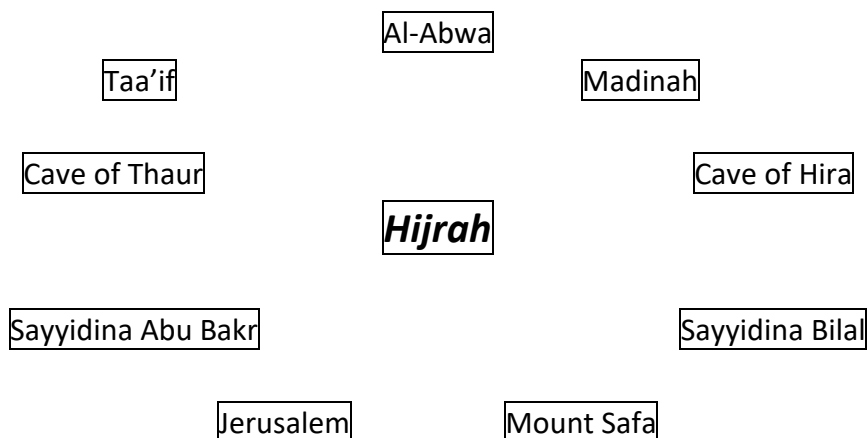 Al-Abwa
Taa’if
Madinah
Cave of Thaur
Cave of Hira
Hijrah
Sayyidina Abu Bakr
Sayyidina Bilal
Jerusalem
Mount Safa